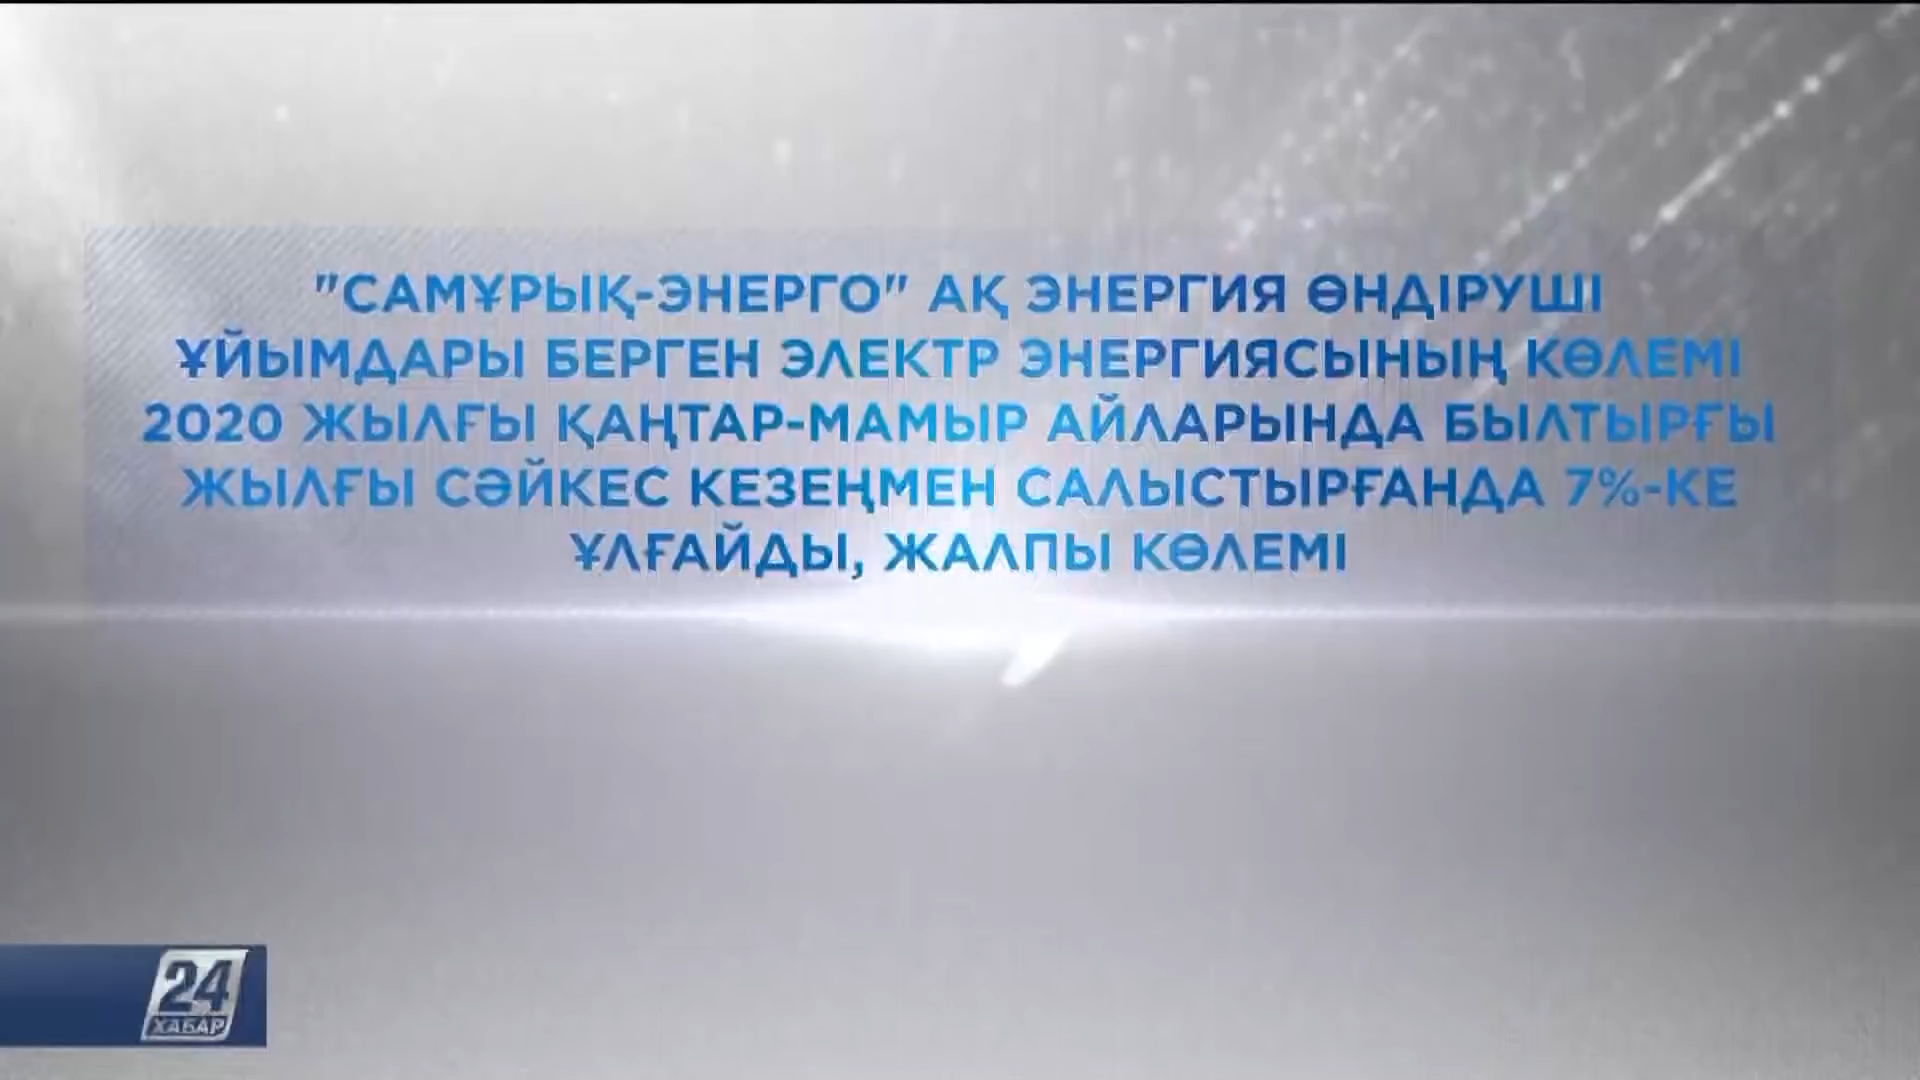 "САМҰРЫҚ-ЭНЕРГО" АҚ ЭНЕРГИЯ ӨНДІРУШІ
ҰЙЫМДАРЫ БЕРГЕН ЭЛЕКТР ЭНЕРГИЯСЫНЫҢ КӨЛЕМІ
2020 ЖЫЛҒЫ ҚАҢТАР-МАМЫР АЙЛАРЫНДА БЫЛТЫРҒЫ
ЖЫЛҒЫ СӘЙКЕС КЕЗЕҢМЕН САЛЫСТЫРҒАНДА 7%-КЕ
ҰЛҒАЙДЫ, ЖАЛПЫ КӨЛЕМІ
24
ХАБАР